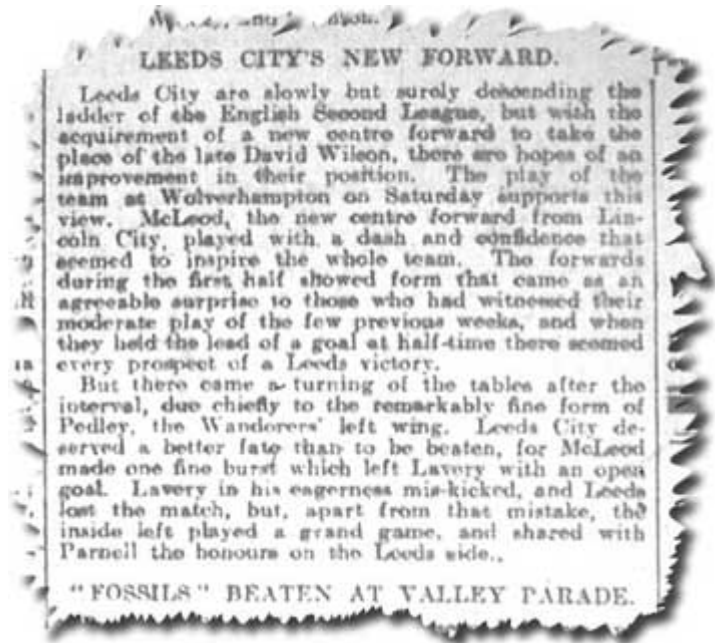 LEEDS CITY'S NEW FORWARD.
Leeds City are slowly but surely descending the
ladder of the English Second League, but with the
acquirement of a new centre forward to take the
place of the late David Wilson, there are hopes of an
improvement in their position. The play of the
team at Wolverhampton on Saturday supports this
view. McLeod, the new centre forward from Lin-
coln City, played with a dash and confidence that
seemed to inspire the whole team. The forwards
during the first half showed form that came as an
agreeable surprise to those who had witnessed their
moderate play of the few previous weeks, and when
they held the lead of a goal at half-time there seemed
every prospect of a Leeds victory.
But there came a turning of the tables after the
interval, due chiefly to the remarkably fine form of
Pedley, the Wanderers' left wing. Leeds City de-
served a better fate than to be beaten, for McLeod
made one fine burst which left Lavery with an open
goal. Lavery in his eagerness mis-kicked, and Leeds
lost the match, but, apart from that mistake, the
inside left played a grand game, and shared with
Parnell the honours on the Leeds side..
"FOSSILS" BEATEN AT VALLEY PARADE.